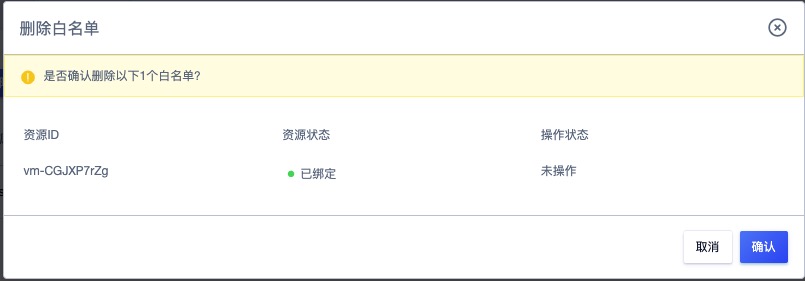 删除白名单
是否确认删除以下1个白名单?
资源ID 资源状态 操作状态
vm-CGJXP7rZg 已绑定 未操作
取消 确认